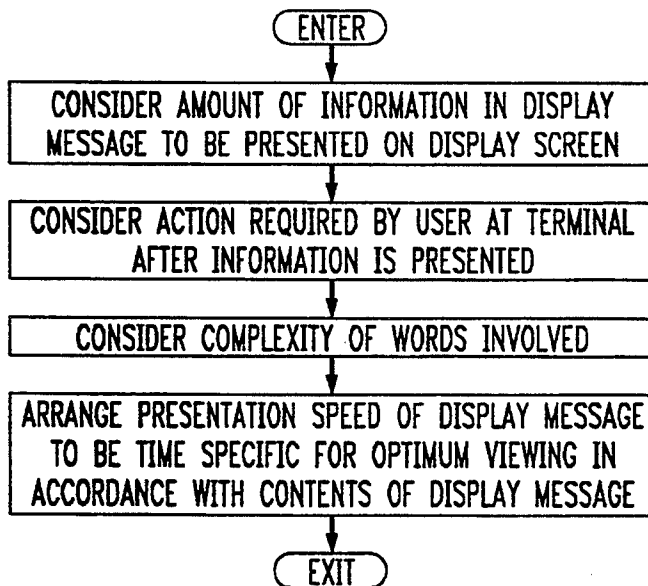 ENTER
CONSIDER AMOUNT OF INFORMATION IN DISPLAY
MESSAGE TO BE PRESENTED ON DISPLAY SCREEN
CONSIDER ACTION REQUIRED BY USER AT TERMINAL
AFTER INFORMATION IS PRESENTED
CONSIDER COMPLEXITY OF WORDS INVOLVED
ARRANGE PRESENTATION SPEED OF DISPLAY MESSAGE
TO BE TIME SPECIFIC FOR OPTIMUM VIEWING IN
ACCORDANCE WITH CONTENTS OF DISPLAY MESSAGE
EXIT